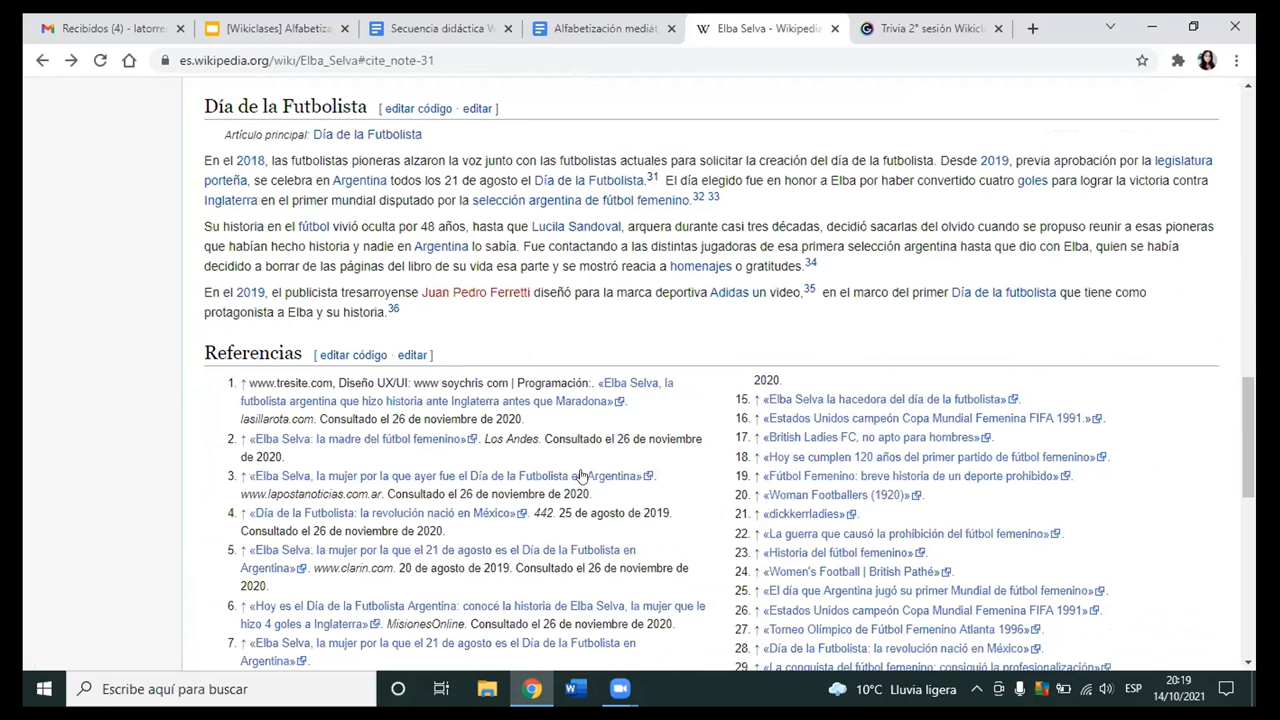 Recibidos (4) - latorre
[Wikiclases] Alfabetiza
Secuencia didáctica W
Alfabetización mediát
Elba Selva - Wikipedia
Trivia 2° sesión Wikicl
es.wikipedia.org/wiki/Elba_Selva#cite_note-31
Día de la Futbolista [ editar código · editar ]
Artículo principal: Día de la Futbolista
En el 2018, las futbolistas pioneras alzaron la voz junto con las futbolistas actuales para solicitar la creación del día de la futbolista. Desde 2019, previa aprobación por la legislatura
porteña, se celebra en Argentina todos los 21 de agosto el Día de la Futbolista.31 El día elegido fue en honor a Elba por haber convertido cuatro goles para lograr la victoria contra
Inglaterra en el primer mundial disputado por la selección argentina de fútbol femenino.32 33
Su historia en el fútbol vivió oculta por 48 años, hasta que Lucila Sandoval, arquera durante casi tres décadas, decidió sacarlas del olvido cuando se propuso reunir a esas pioneras
que habían hecho historia y nadie en Argentina lo sabía. Fue contactando a las distintas jugadoras de esa primera selección argentina hasta que dio con Elba, quien se había
decidido a borrar de las páginas del libro de su vida esa parte y se mostró reacia a homenajes o gratitudes.34
En el 2019, el publicista tresarroyense Juan Pedro Ferretti diseñó para la marca deportiva Adidas un video,35 en el marco del primer Día de la futbolista que tiene como
protagonista a Elba y su historia.36
Referencias [ editar código · editar ]
1. ↑ www.tresite.com, Diseño UX/UI: www soychris com | Programación:. «Elba Selva, la
futbolista argentina que hizo historia ante Inglaterra antes que Maradona».
lasillarota.com. Consultado el 26 de noviembre de 2020.
2. ↑ «Elba Selva: la madre del fútbol femenino». Los Andes. Consultado el 26 de noviembre
de 2020.
3. ↑ «Elba Selva, la mujer por la que ayer fue el Día de la Futbolista en Argentina».
www.lapostanoticias.com.ar. Consultado el 26 de noviembre de 2020.
4. ↑ «Día de la Futbolista: la revolución nació en México». 442. 25 de agosto de 2019.
Consultado el 26 de noviembre de 2020.
5. ↑ «Elba Selva, la mujer por la que el 21 de agosto es el Día de la Futbolista en
Argentina». www.clarin.com. 20 de agosto de 2019. Consultado el 26 de noviembre de
2020.
6. ↑ «Hoy es el Día de la Futbolista Argentina: conocé la historia de Elba Selva, la mujer que le
hizo 4 goles a Inglaterra». MisionesOnline. Consultado el 26 de noviembre de 2020.
7. ↑ «Elba Selva, la mujer por la que el 21 de agosto es el Día de la Futbolista en
Argentina».
2020.
15. ↑ «Elba Selva la hacedora del día de la futbolista».
16. ↑ «Estados Unidos campeón Copa Mundial Femenina FIFA 1991.».
17. ↑ «British Ladies FC, no apto para hombres».
18. ↑ «Hoy se cumplen 120 años del primer partido de fútbol femenino».
19. ↑ «Fútbol Femenino: breve historia de un deporte prohibido».
20. ↑ «Woman Footballers (1920)».
21. ↑ «dickkerrladies».
22. ↑ «La guerra que causó la prohibición del fútbol femenino».
23. ↑ «Historia del fútbol femenino».
24. ↑ «Women's Football | British Pathé».
25. ↑ «El día que Argentina jugó su primer Mundial de fútbol femenino».
26. ↑ «Estados Unidos campeón Copa Mundial Femenina FIFA 1991».
27. ↑ «Torneo Olímpico de Fútbol Femenino Atlanta 1996».
28. ↑ «Día de la Futbolista: la revolución nació en México».
29. ↑ «La conquista del fútbol femenino: consiguió la profesionalización».
Escribe aquí para buscar
10°C Lluvia ligera
ESP
20:19
14/10/2021